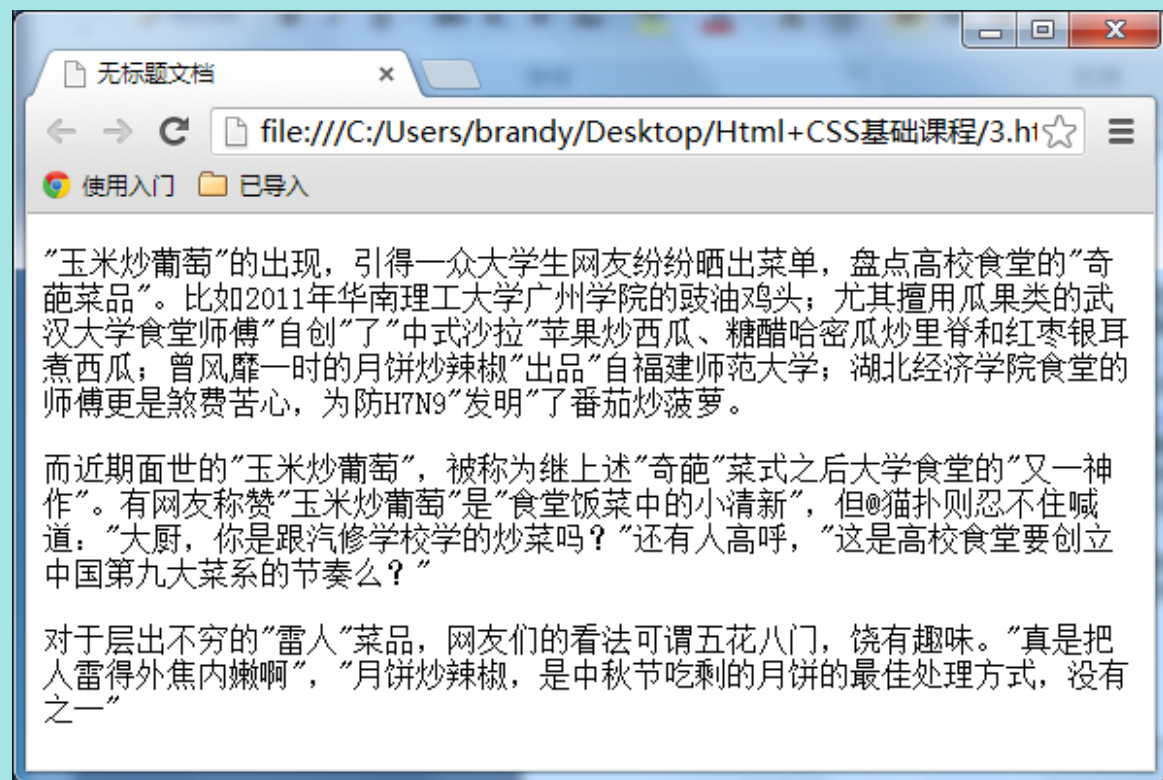 无标题文档
file:///C:/Users/brandy/Desktop/Html+CSS基础课程/3.ht
使用入门 已导入
"玉米炒葡萄"的出现，引得一众大学生网友纷纷晒出菜单，盘点高校食堂的"奇
葩菜品"。比如2011年华南理工大学广州学院的豉油鸡头；尤其擅用瓜果类的武
汉大学食堂师傅"自创"了"中式沙拉"苹果炒西瓜、糖醋哈密瓜炒里脊和红枣银耳
煮西瓜；曾风靡一时的月饼炒辣椒"出品"自福建师范大学；湖北经济学院食堂的
师傅更是煞费苦心，为防H7N9"发明"了番茄炒菠萝。
而近期面世的"玉米炒葡萄"，被称为继上述"奇葩"菜式之后大学食堂的"又一神
作"。有网友称赞"玉米炒葡萄"是"食堂饭菜中的小清新"，但@猫扑则忍不住喊
道："大厨，你是跟汽修学校学的炒菜吗？"还有人高呼，"这是高校食堂要创立
中国第九大菜系的节奏么？"
对于层出不穷的"雷人"菜品，网友们的看法可谓五花八门，饶有趣味。"真是把
人雷得外焦内嫩啊"，"月饼炒辣椒，是中秋节吃剩的月饼的最佳处理方式，没有
之一"